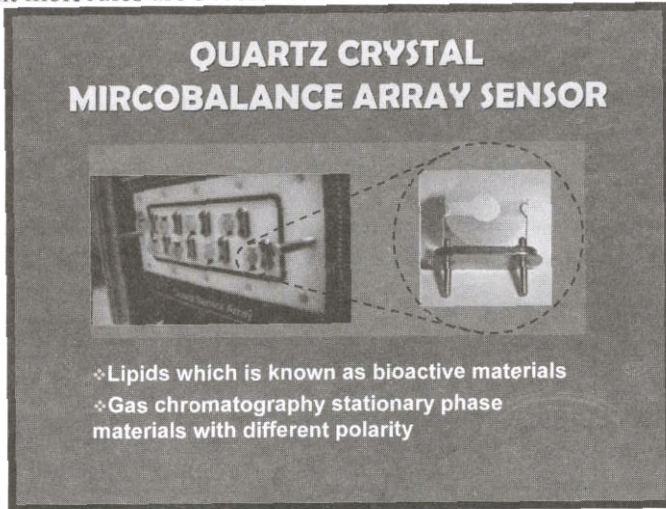 QUARTZ CRYSTAL
MIRCOBALANCE ARRAY SENSOR
❖Lipids which is known as bioactive materials
❖Gas chromatography stationary phase
materials with different polarity